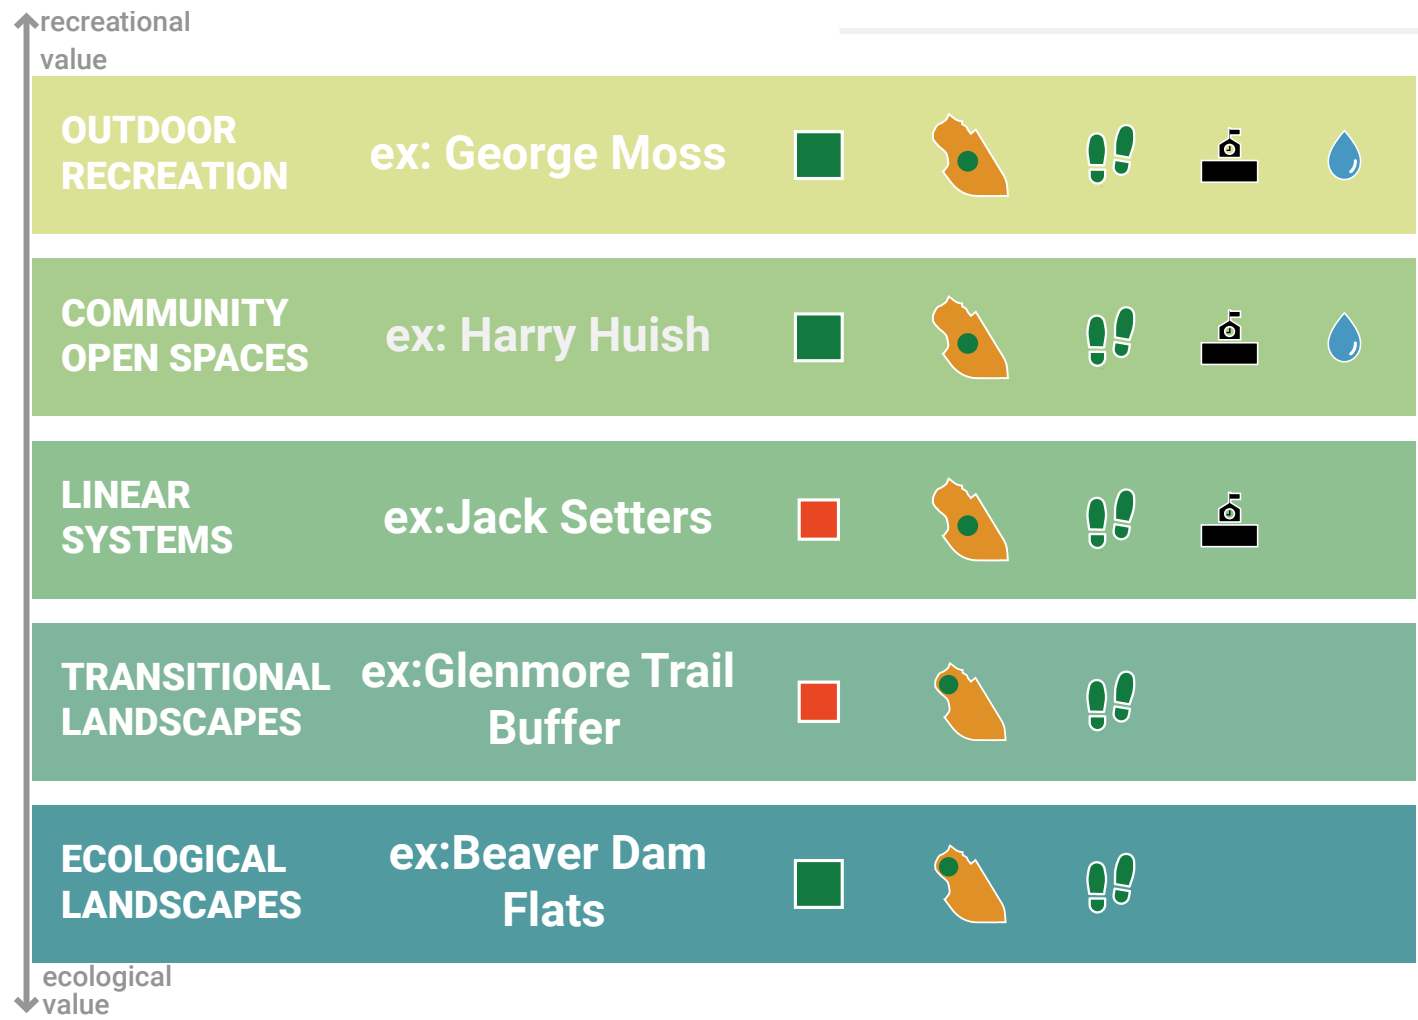 recreational
value
OUTDOOR
RECREATION
ex: George Moss
COMMUNITY
OPEN SPACES
ex: Harry Huish
LINEAR
SYSTEMS
ex:Jack Setters
TRANSITIONAL
LANDSCAPES
ex:Glenmore Trail
Buffer
ECOLOGICAL
LANDSCAPES
ex:Beaver Dam
Flats
ecological
value